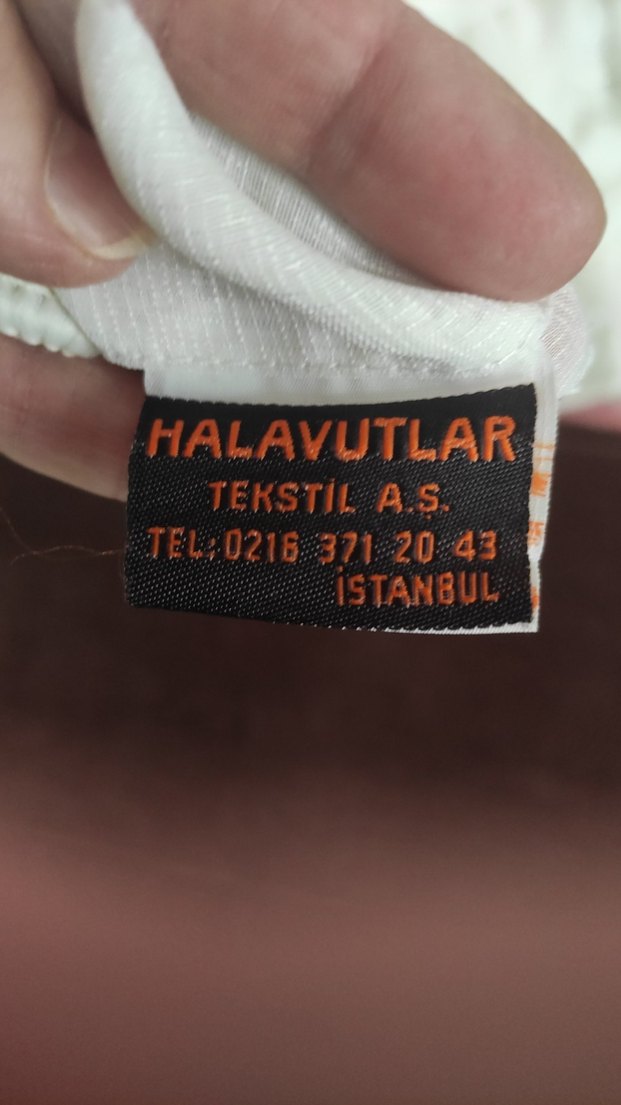 HALAVUTLAR
TEKSTİL A.Ş.
TEL:0216 371 20 43
İSTANBUL